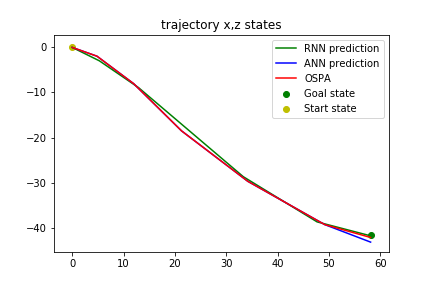 trajectory x,z states
RNN prediction
ANN prediction
OSPA
Goal state
Start state
0
−10
−20
−30
−40
0 10 20 30 40 50 60